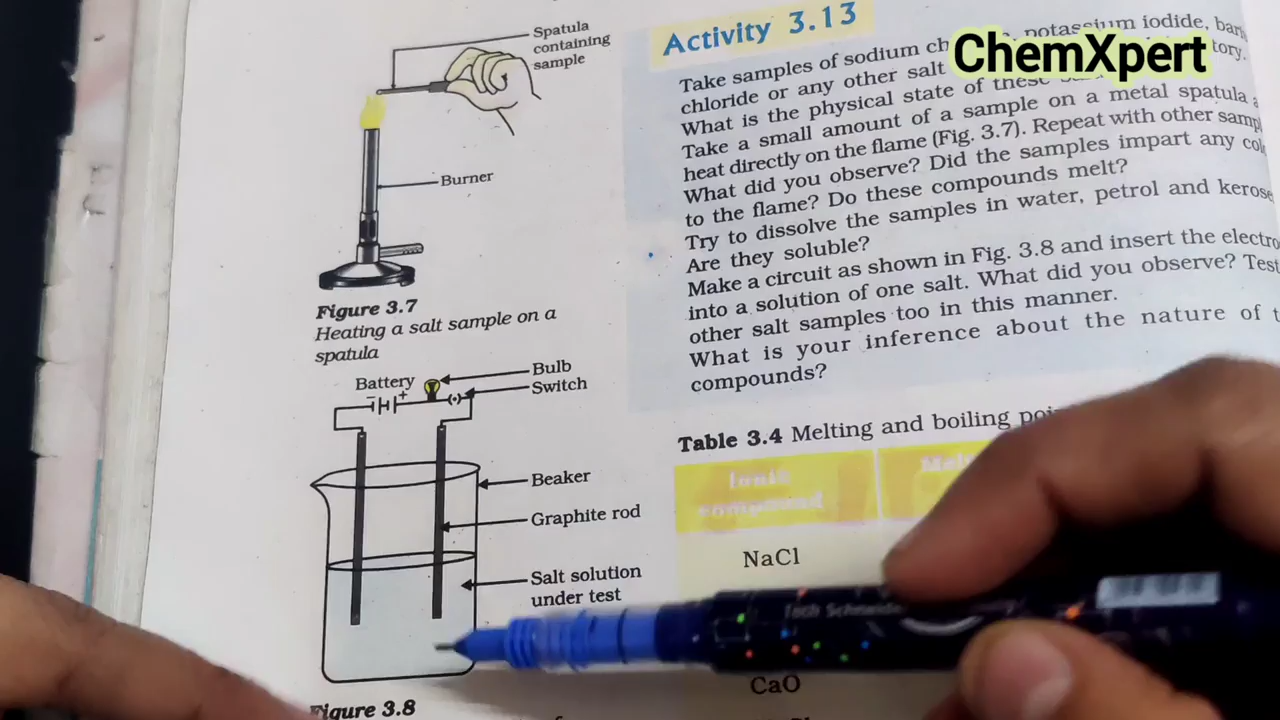 Spatula
containing
sample
Burner
Figure 3.7
Heating a salt sample on a
spatula
Battery
Bulb
Switch
− +
Beaker
Graphite rod
Salt solution
under test
Figure 3.8
Activity 3.13
ChemXpert
Take samples of sodium potassium iodide,
chloride or any other salt
What is the physical state of these
Take a small amount of a sample on a metal spatula
heat directly on the flame (Fig. 3.7). Repeat with other
What did you observe? Did the samples impart any
to the flame? Do these compounds melt?
Try to dissolve the samples in water, petrol and
Are they soluble?
Make a circuit as shown in Fig. 3.8 and insert the
into a solution of one salt. What did you observe? Test
other salt samples too in this manner.
What is your inference about the nature of
compounds?
Table 3.4 Melting and boiling
Ionic
compound
NaCl
CaO